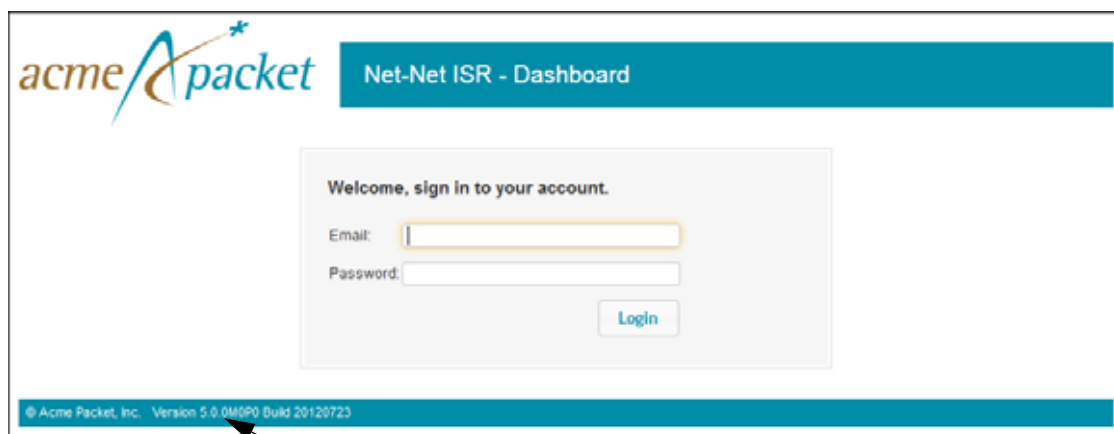 acme packet
Net-Net ISR - Dashboard
Welcome, sign in to your account.
Email:
Password:
Login
© Acme Packet, Inc. Version 5.0.0M0P0 Build 20120723